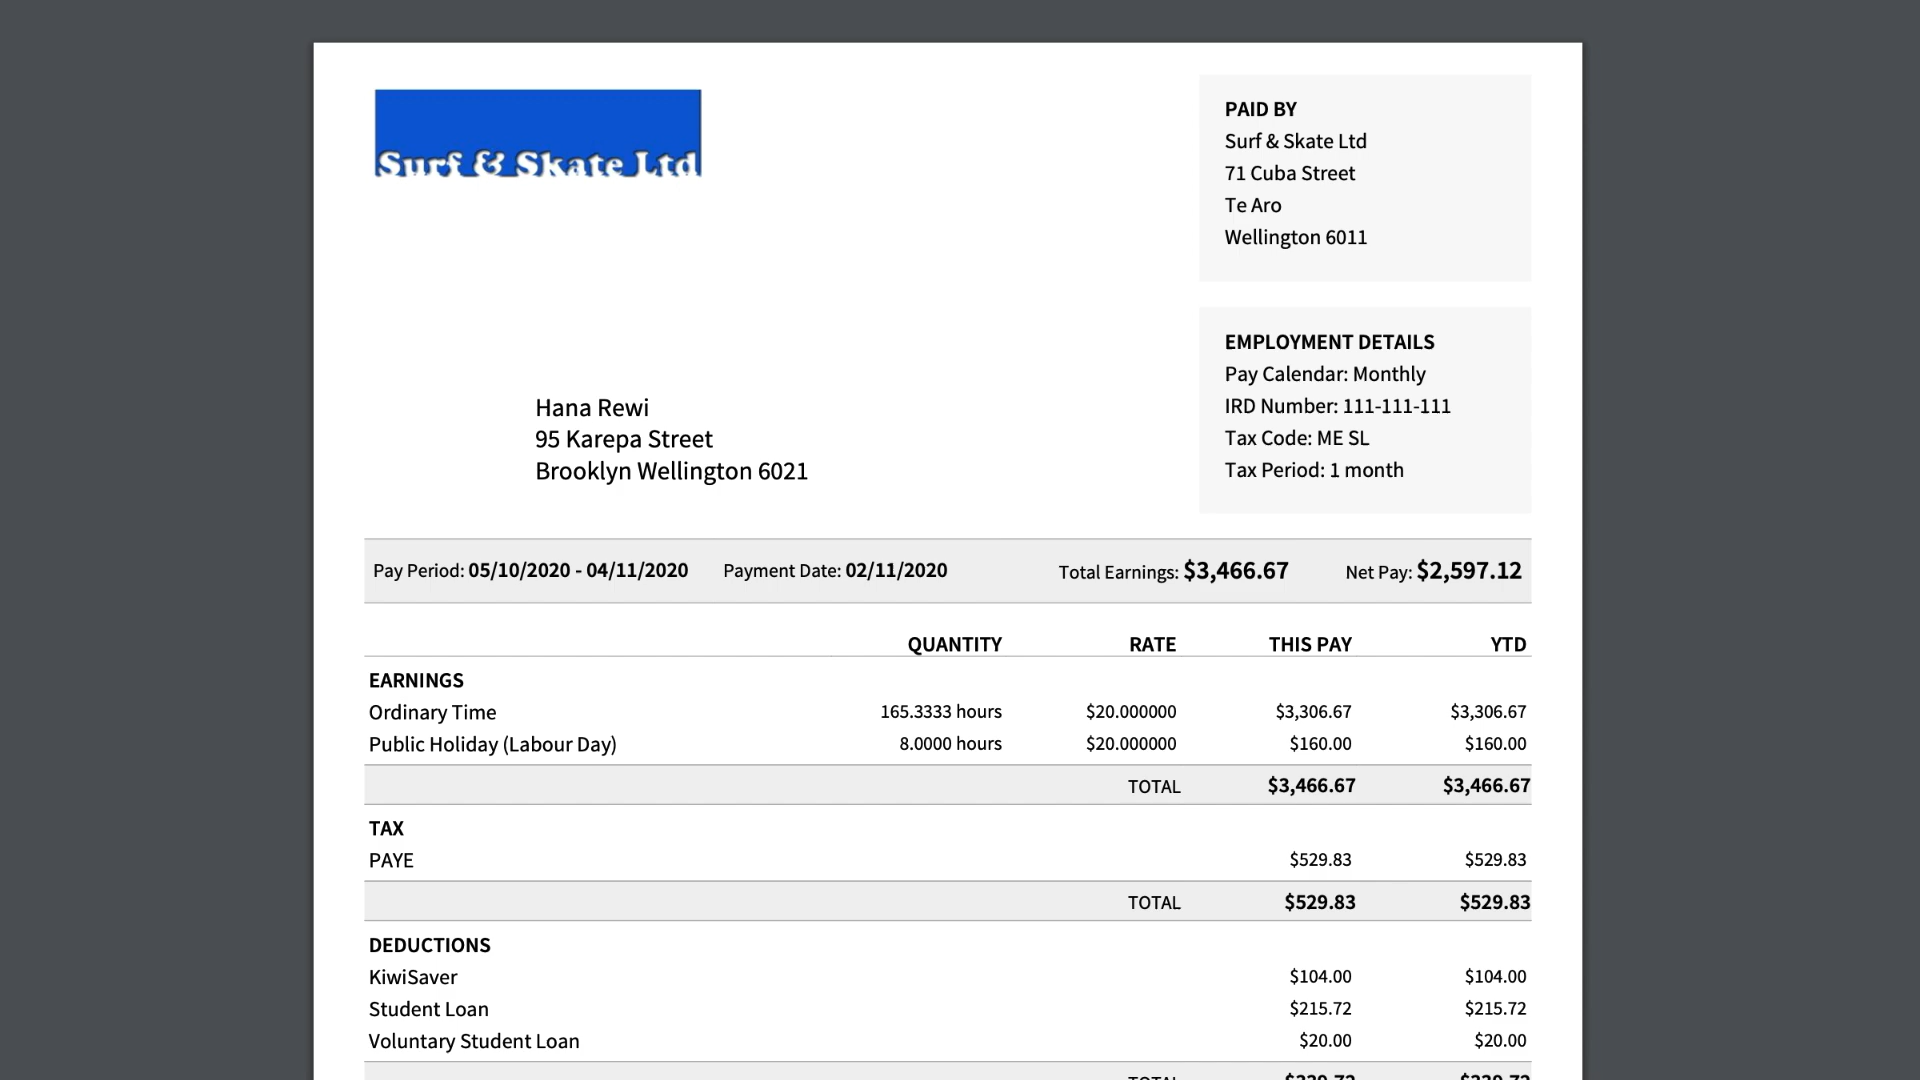 Surf & Skate Ltd
PAID BY
Surf & Skate Ltd
71 Cuba Street
Te Aro
Wellington 6011
EMPLOYMENT DETAILS
Pay Calendar: Monthly
IRD Number: 111-111-111
Tax Code: ME SL
Tax Period: 1 month
Hana Rewi
95 Karepa Street
Brooklyn Wellington 6021
Pay Period: 05/10/2020 - 04/11/2020 Payment Date: 02/11/2020 Total Earnings: $3,466.67 Net Pay: $2,597.12
QUANTITY RATE THIS PAY YTD
EARNINGS
Ordinary Time 165.3333 hours $20.000000 $3,306.67 $3,306.67
Public Holiday (Labour Day) 8.0000 hours $20.000000 $160.00 $160.00
TOTAL $3,466.67 $3,466.67
TAX
PAYE $529.83 $529.83
TOTAL $529.83 $529.83
DEDUCTIONS
KiwiSaver $104.00 $104.00
Student Loan $215.72 $215.72
Voluntary Student Loan $20.00 $20.00
TOTAL $339.72 $339.72